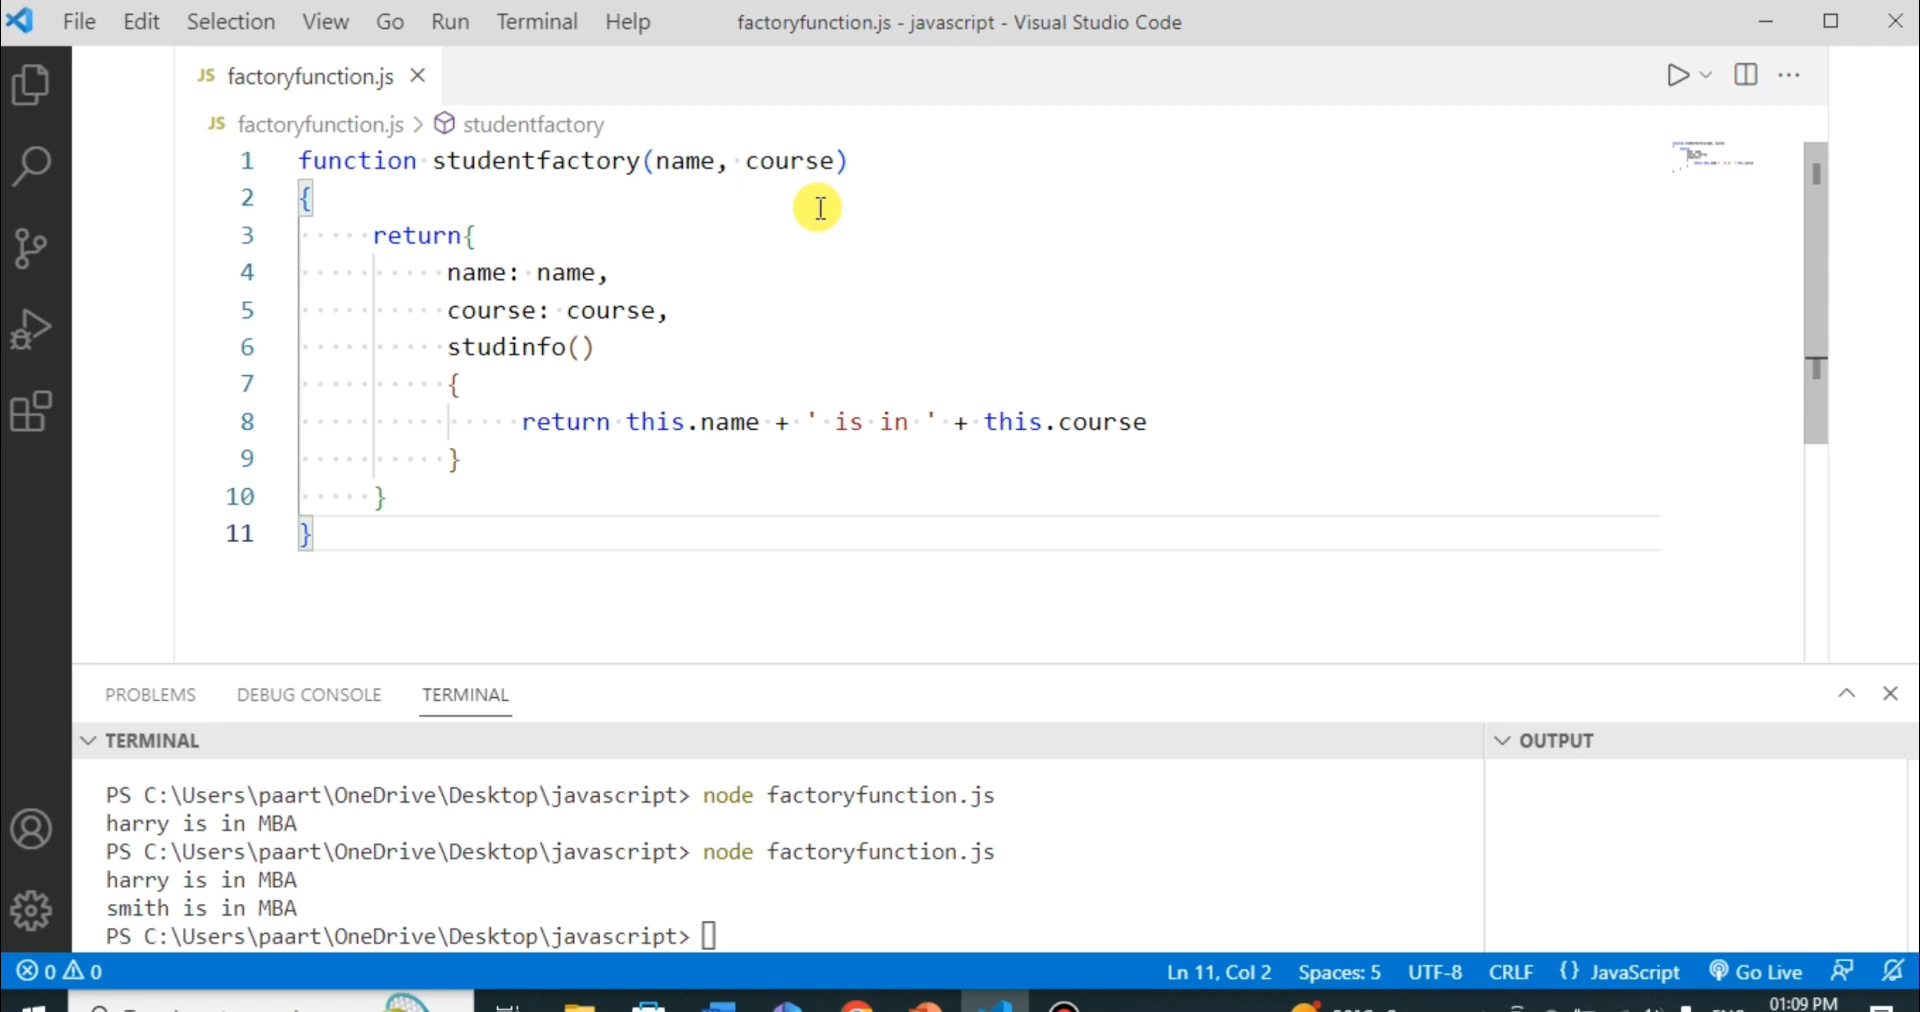 File Edit Selection View Go Run Terminal Help factoryfunction.js - javascript - Visual Studio Code
JS factoryfunction.js
JS factoryfunction.js > studentfactory
1 function studentfactory(name, course)
2 {
3 return{
4 name: name,
5 course: course,
6 studinfo()
7 {
8 return this.name + ' is in ' + this.course
9 }
10 }
11 }
PROBLEMS DEBUG CONSOLE TERMINAL
TERMINAL
PS C:\Users\paart\OneDrive\Desktop\javascript> node factoryfunction.js
harry is in MBA
PS C:\Users\paart\OneDrive\Desktop\javascript> node factoryfunction.js
harry is in MBA
smith is in MBA
PS C:\Users\paart\OneDrive\Desktop\javascript>
OUTPUT
0 0 Ln 11, Col 2 Spaces: 5 UTF-8 CRLF {} JavaScript Go Live
01:09 PM